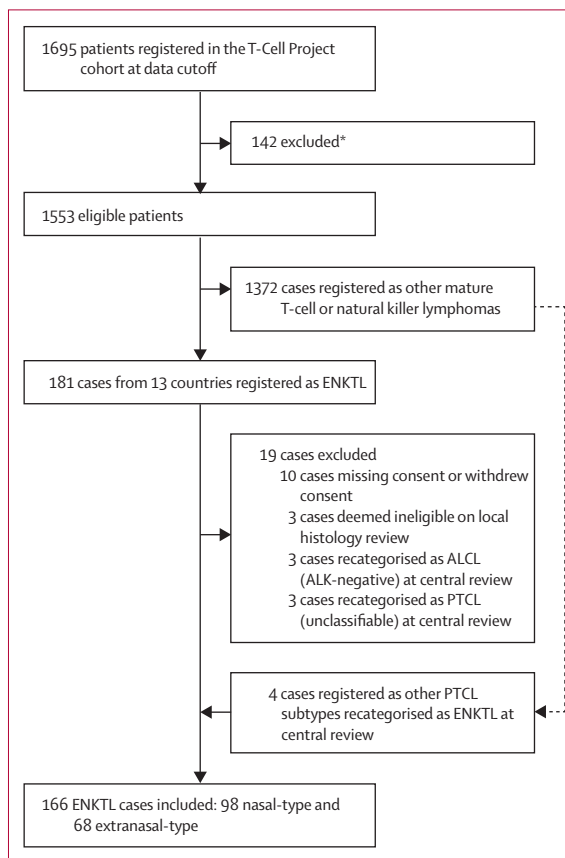 1695 patients registered in the T-Cell Project
cohort at data cutoff
142 excluded*
1553 eligible patients
1372 cases registered as other mature
T-cell or natural killer lymphomas
181 cases from 13 countries registered as ENKTL
19 cases excluded
10 cases missing consent or withdrew
consent
3 cases deemed ineligible on local
histology review
3 cases recategorised as ALCL
(ALK-negative) at central review
3 cases recategorised as PTCL
(unclassifiable) at central review
4 cases registered as other PTCL
subtypes recategorised as ENKTL at
central review
166 ENKTL cases included: 98 nasal-type and
68 extranasal-type